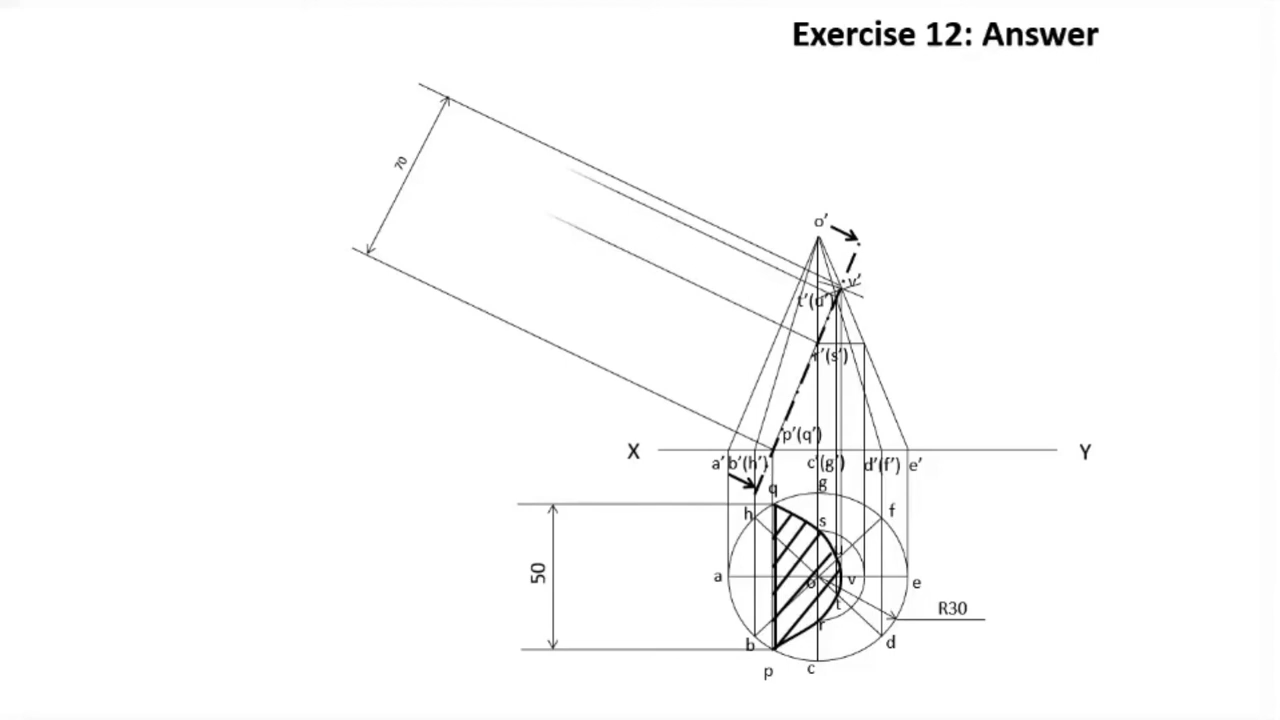 Exercise 12: Answer
70
o'
v'
t'(u')
r'(s')
p'(q')
X
Y
a' b'(h') c'(g') d'(f') e'
q
g
h
s
f
50
a
o
v
e
t
R30
r
b
d
p
c